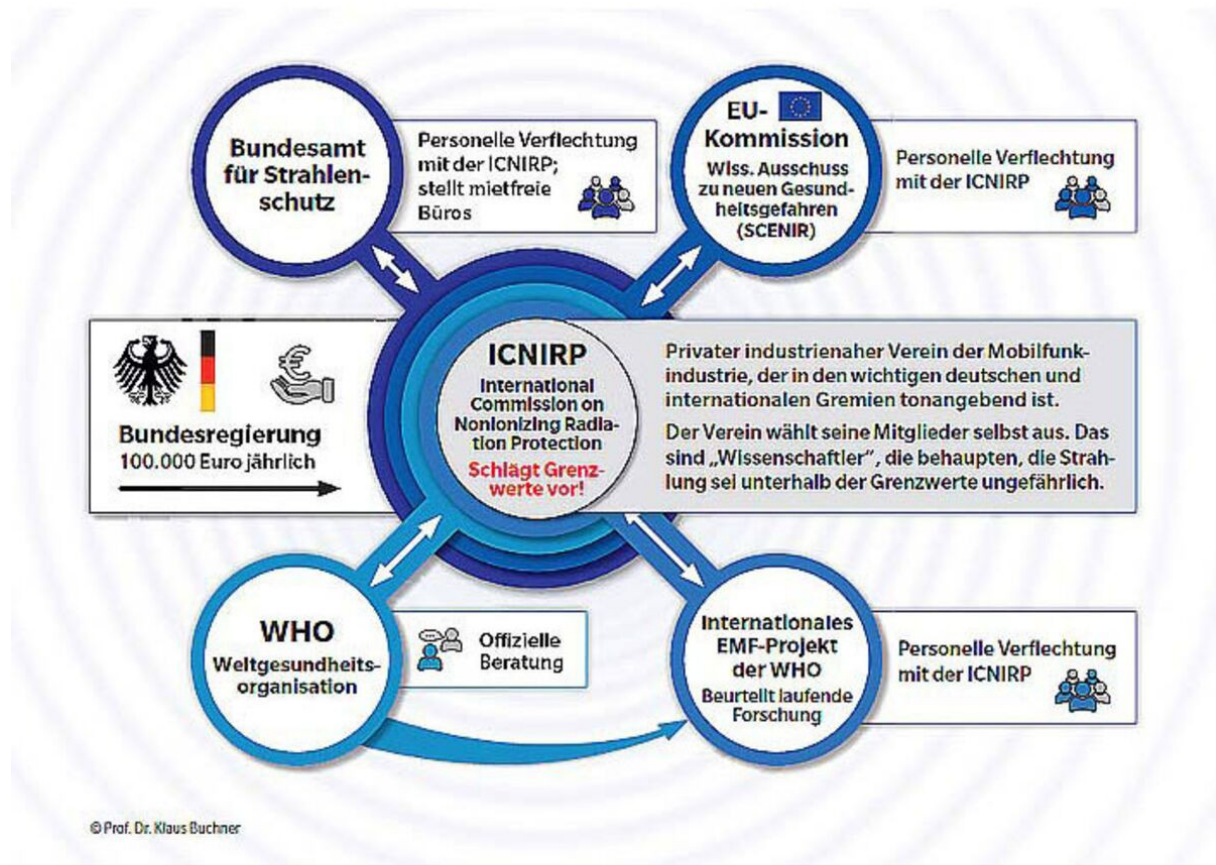 Bundesamt
für Strahlen-
schutz
Personelle Verflechtung
mit der ICNIRP;
stellt mietfreie
Büros
EU-
Kommission
Wiss. Ausschuss
zu neuen Gesund-
heitsgefahren
(SCENIR)
Personelle Verflechtung
mit der ICNIRP
€
Bundesregierung
100.000 Euro jährlich
ICNIRP
International
Commission on
Nonionizing Radia-
tion Protection
Schlägt Grenz-
werte vor!
Privater industrienaher Verein der Mobilfunk-
industrie, der in den wichtigen deutschen und
internationalen Gremien tonangebend ist.
Der Verein wählt seine Mitglieder selbst aus. Das
sind „Wissenschaftler", die behaupten, die Strah-
lung sei unterhalb der Grenzwerte ungefährlich.
WHO
Weltgesundheits-
organisation
Offizielle
Beratung
Internationales
EMF-Projekt
der WHO
Beurteilt laufende
Forschung
Personelle Verflechtung
mit der ICNIRP
© Prof. Dr. Klaus Buchner